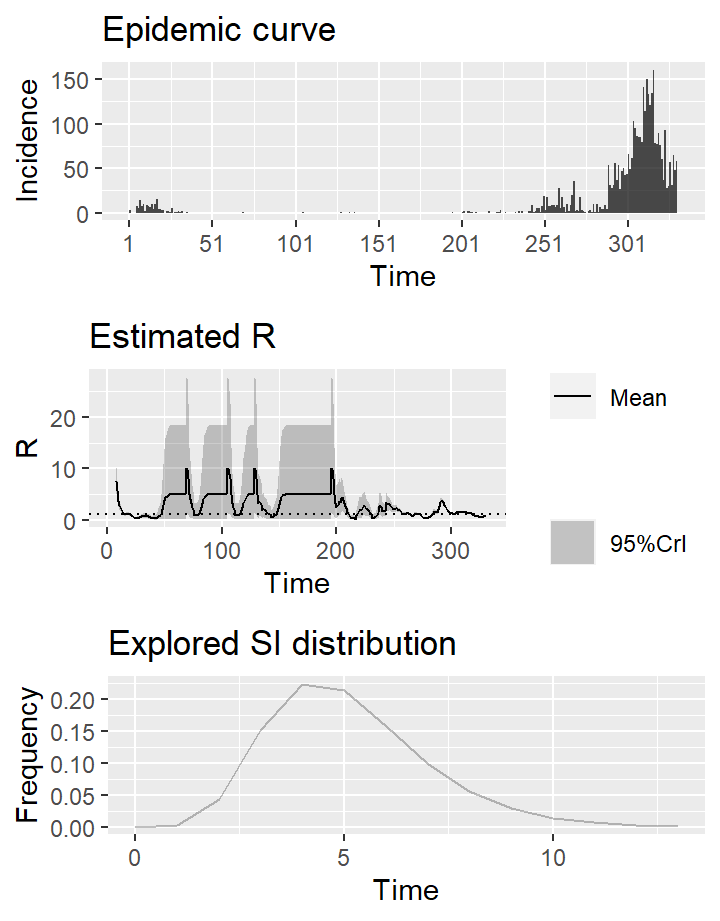 Epidemic curve
150
100
50
0
Incidence
1 51 101 151 201 251 301
Time
Estimated R
20
10
0
R
0 100 200 300
Time
Mean
95%CrI
Explored SI distribution
0.20
0.15
0.10
0.05
0.00
Frequency
0 5 10
Time